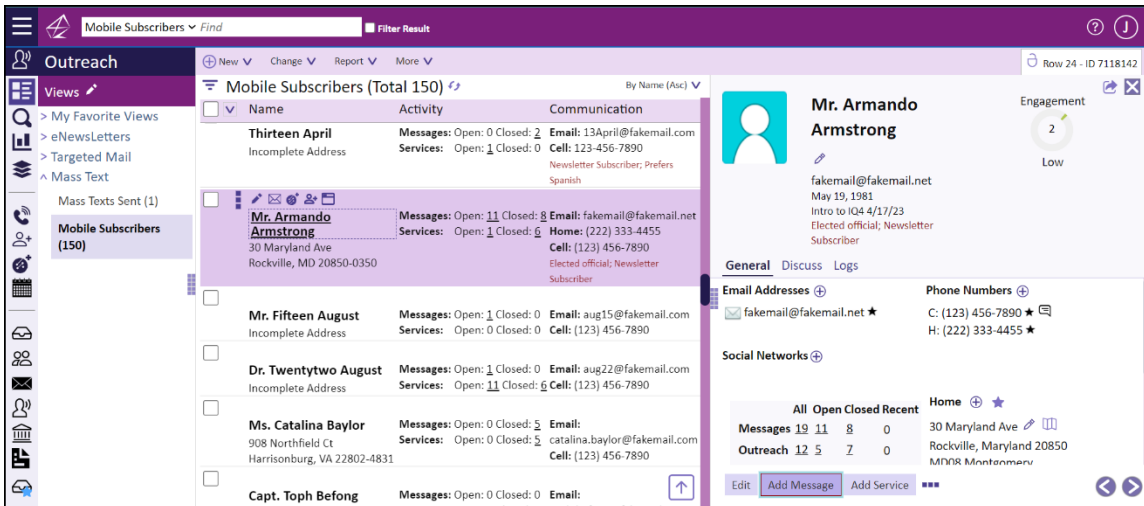 Mobile Subscribers Find Filter Result ? J
Outreach
New Change Report More
Row 24 - ID 7118142
Views
Mobile Subscribers (Total 150) By Name (Asc)
> My Favorite Views
> eNewsLetters
> Targeted Mail
Mass Text
Mass Texts Sent (1)
Mobile Subscribers
(150)
Name Activity Communication
Thirteen April Messages: Open: 0 Closed: 2 Email: 13April@fakemail.com
Incomplete Address Services: Open: 1 Closed: 0 Cell: 123-456-7890
Newsletter Subscriber; Prefers
Spanish
Mr. Armando Messages: Open: 11 Closed: 8 Email: fakemail@fakemail.net
Armstrong Services: Open: 1 Closed: 6 Home: (222) 333-4455
30 Maryland Ave Cell: (123) 456-7890
Rockville, MD 20850-0350 Elected official; Newsletter
Subscriber
Mr. Fifteen August Messages: Open: 1 Closed: 0 Email: aug15@fakemail.com
Incomplete Address Services: Open: 0 Closed: 0 Cell: (123) 456-7890
Dr. Twentytwo August Messages: Open: 1 Closed: 0 Email: aug22@fakemail.com
Incomplete Address Services: Open: 11 Closed: 6 Cell: (123) 456-7890
Ms. Catalina Baylor Messages: Open: 0 Closed: 5 Email:
908 Northfield Ct Services: Open: 0 Closed: 5 catalina.baylor@fakemail.com
Harrisonburg, VA 22802-4831 Cell: (123) 456-7890
Capt. Toph Befong Messages: Open: 0 Closed: 0 Email:
Mr. Armando
Armstrong
Engagement
2
Low
fakemail@fakemail.net
May 19, 1981
Intro to IQ4 4/17/23
Elected official; Newsletter
Subscriber
General Discuss Logs
Email Addresses
fakemail@fakemail.net ★
Phone Numbers
C: (123) 456-7890 ★
H: (222) 333-4455 ★
Social Networks
All Open Closed Recent
Messages 19 11 8 0
Outreach 12 5 7 0
Home
30 Maryland Ave
Rockville, Maryland 20850
MD08 Montgomery
Edit Add Message Add Service